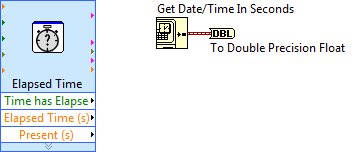 Get Date/Time In Seconds
DBL
To Double Precision Float
Elapsed Time
Time has Elapse
Elapsed Time (s)
Present (s)